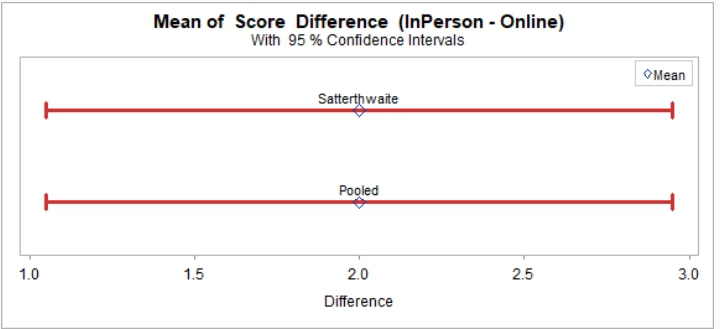 Mean of Score Difference (InPerson - Online)
With 95 % Confidence Intervals
Mean
Satterthwaite
Pooled
1.0 1.5 2.0 2.5 3.0
Difference